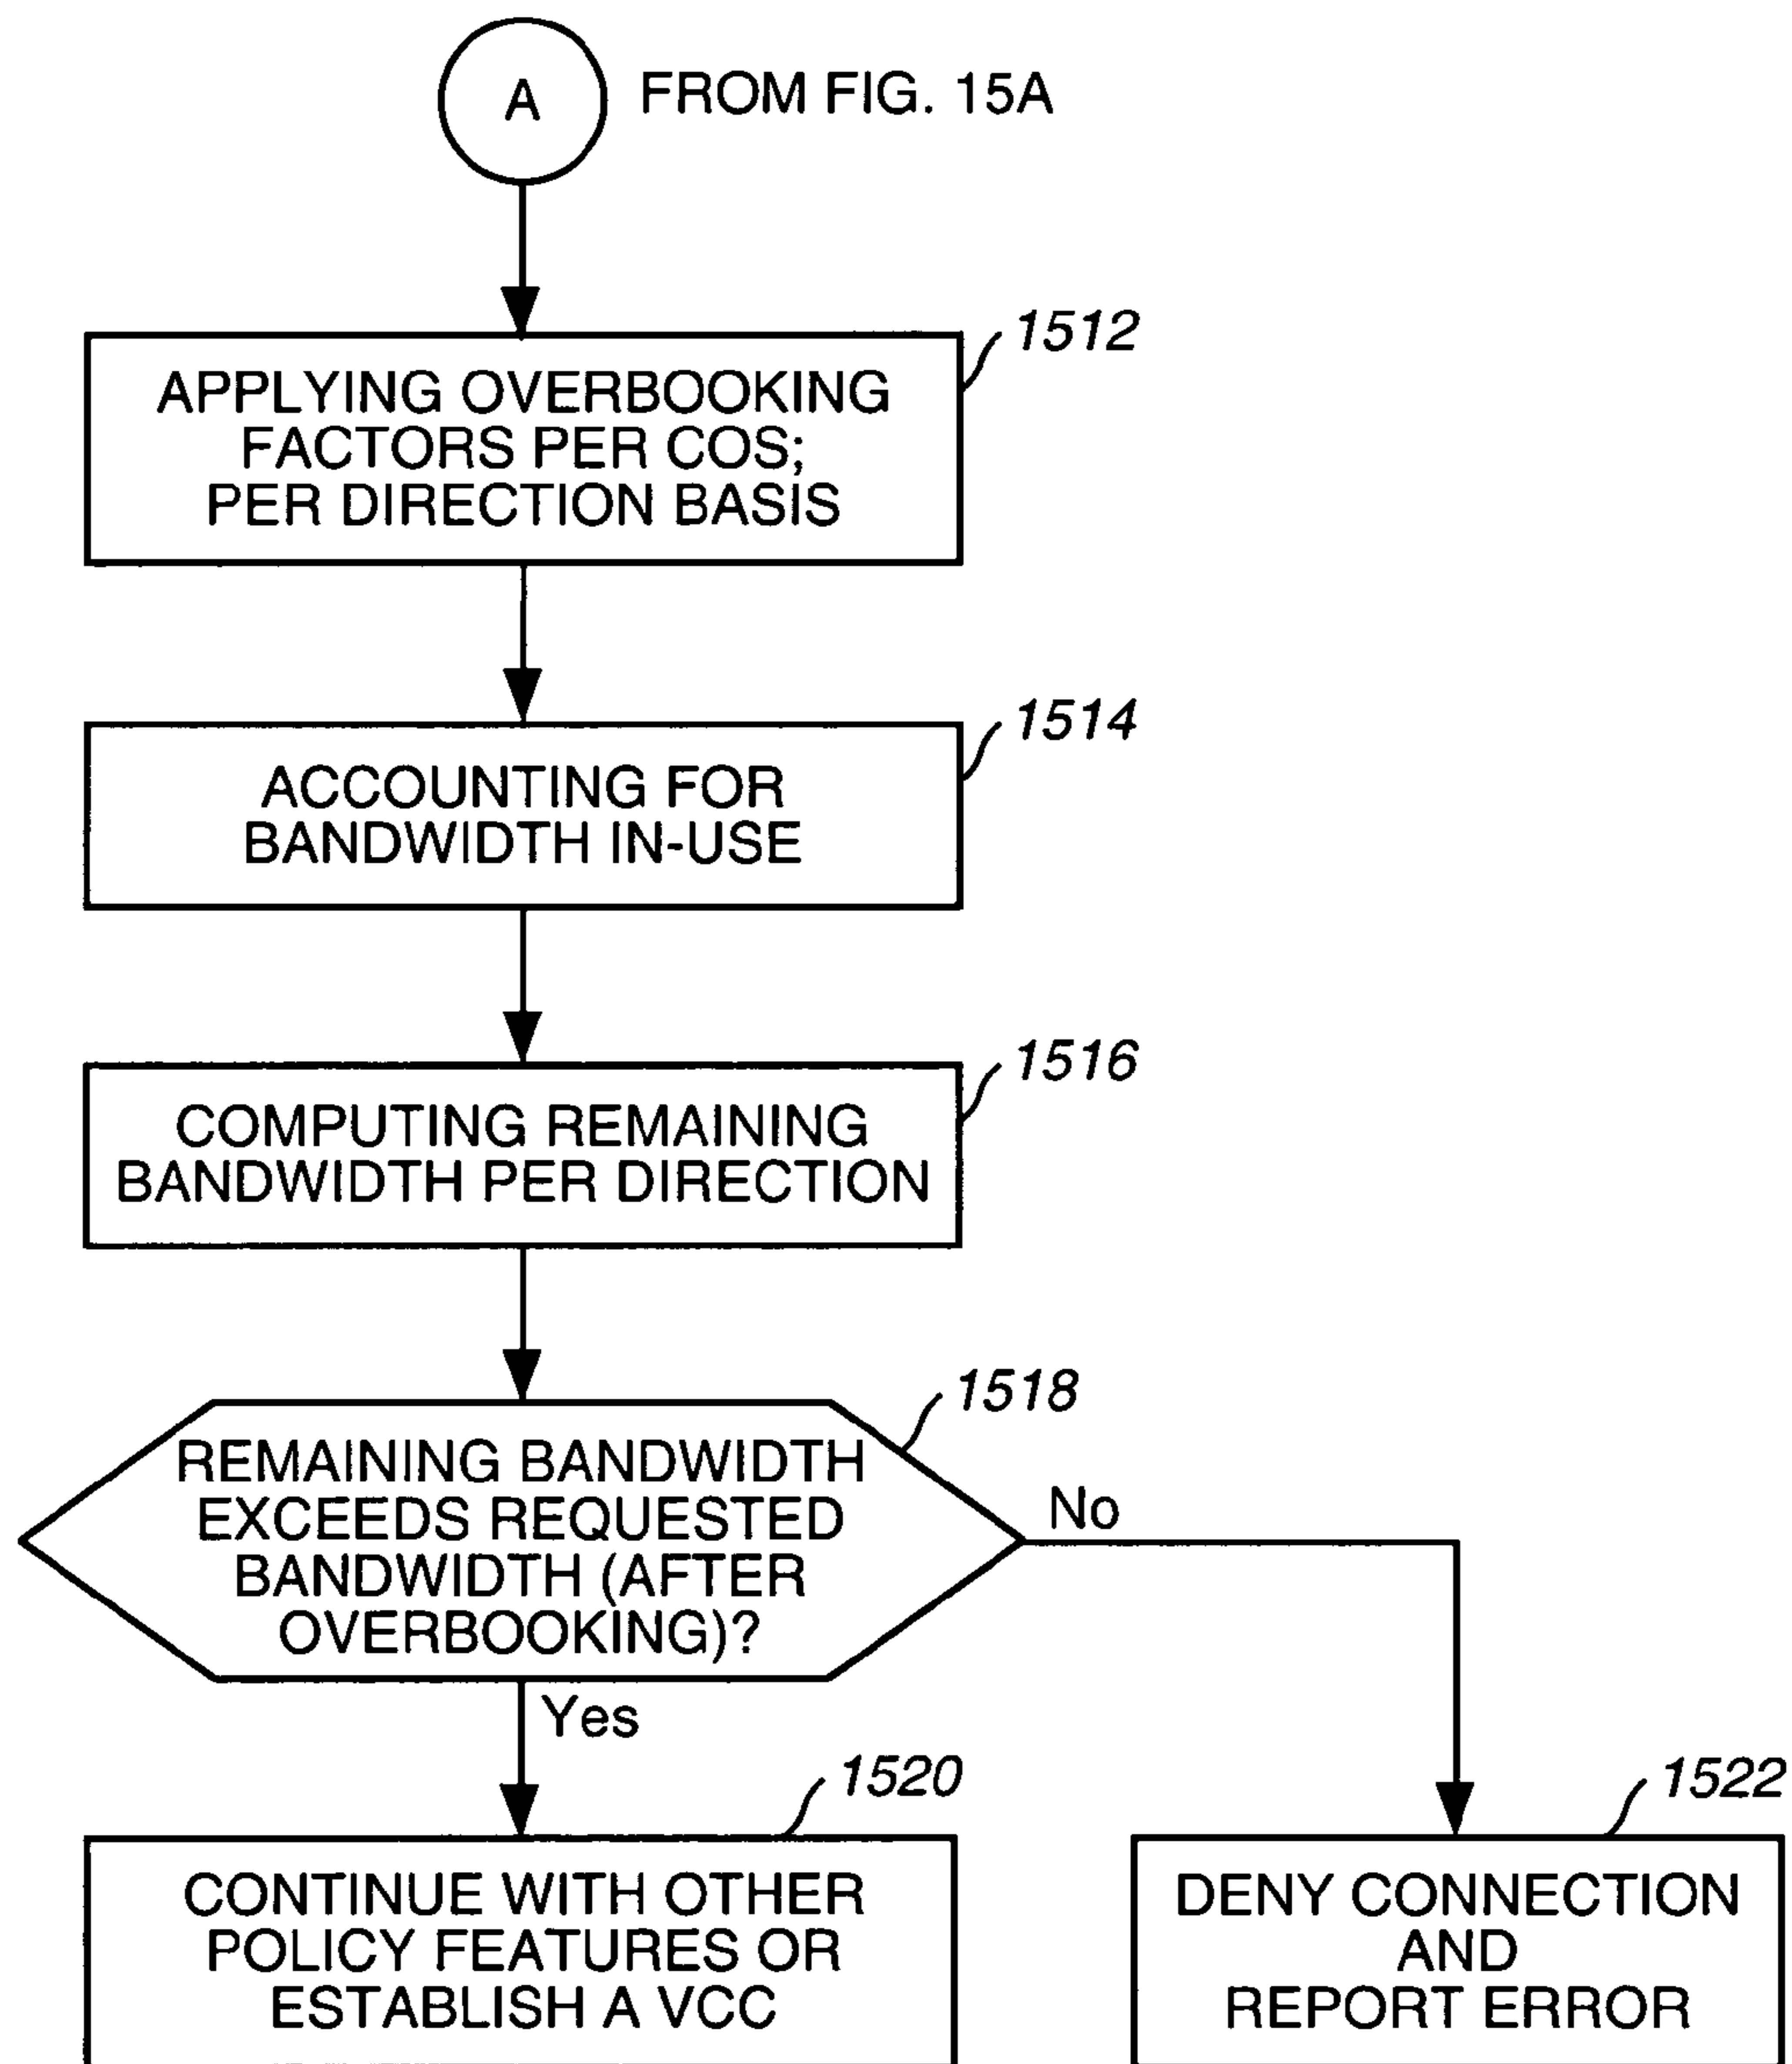 A
FROM FIG. 15A
1512
APPLYING OVERBOOKING
FACTORS PER COS;
PER DIRECTION BASIS
1514
ACCOUNTING FOR
BANDWIDTH IN-USE
1516
COMPUTING REMAINING
BANDWIDTH PER DIRECTION
1518
REMAINING BANDWIDTH
EXCEEDS REQUESTED
BANDWIDTH (AFTER
OVERBOOKING)?
No
Yes
1520
CONTINUE WITH OTHER
POLICY FEATURES OR
ESTABLISH A VCC
1522
DENY CONNECTION
AND
REPORT ERROR